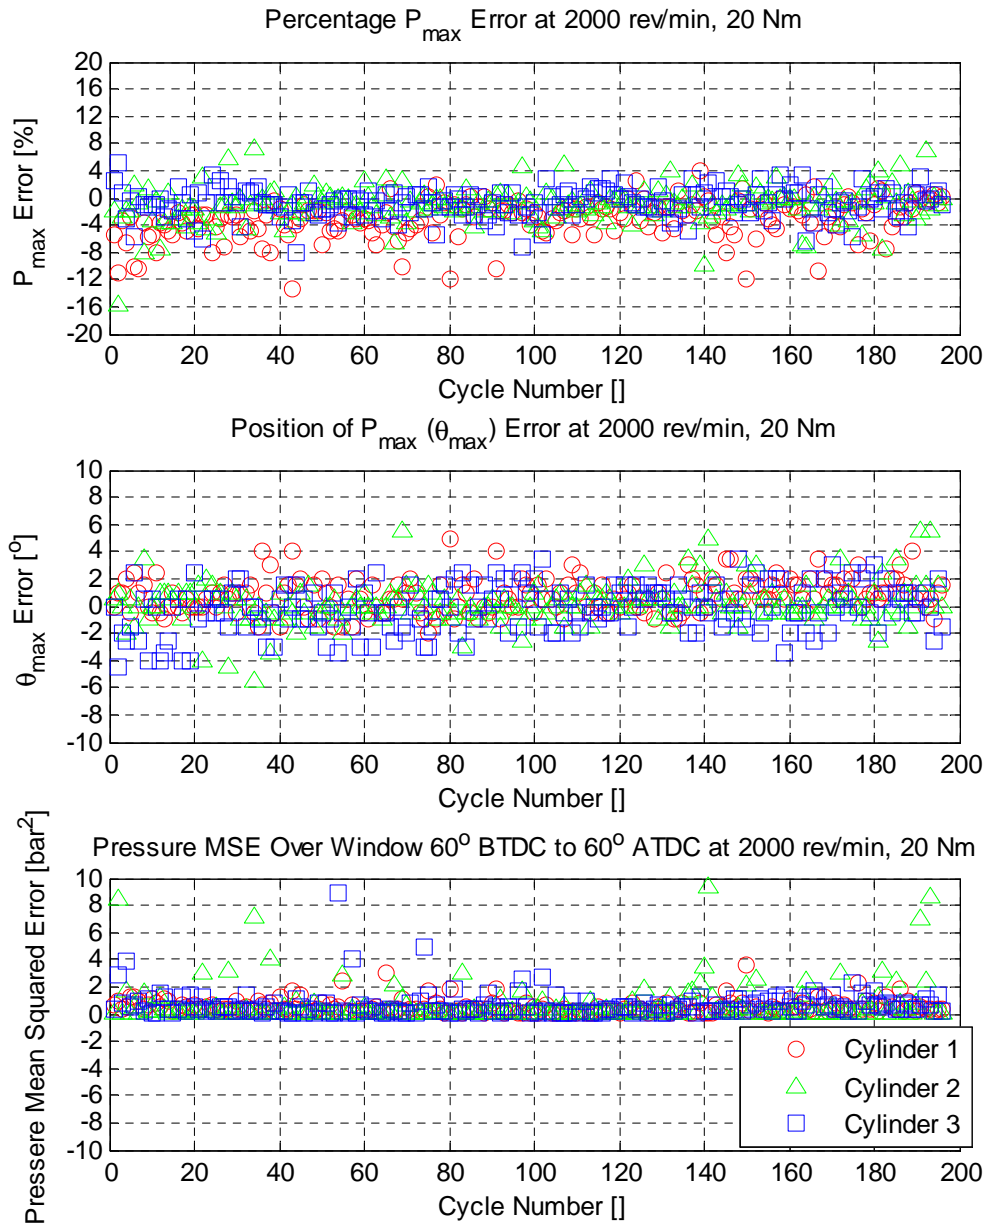 Percentage Pmax Error at 2000 rev/min, 20 Nm
20
16
12
8
4
0
-4
-8
-12
-16
-20
Pmax Error [%]
0 20 40 60 80 100 120 140 160 180 200
Cycle Number []
Position of Pmax (θmax) Error at 2000 rev/min, 20 Nm
10
8
6
4
2
0
-2
-4
-6
-8
-10
θmax Error [o]
0 20 40 60 80 100 120 140 160 180 200
Cycle Number []
Pressure MSE Over Window 60o BTDC to 60o ATDC at 2000 rev/min, 20 Nm
10
8
6
4
2
0
-2
-4
-6
-8
-10
Pressere Mean Squared Error [bar2]
Cylinder 1
Cylinder 2
Cylinder 3
0 20 40 60 80 100 120 140 160 180 200
Cycle Number []